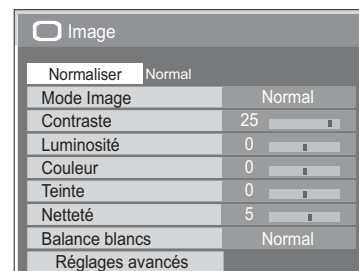 Image
Normaliser Normal
Mode Image Normal
Contraste 25
Luminosité 0
Couleur 0
Teinte 0
Netteté 5
Balance blancs Normal
Réglages avancés